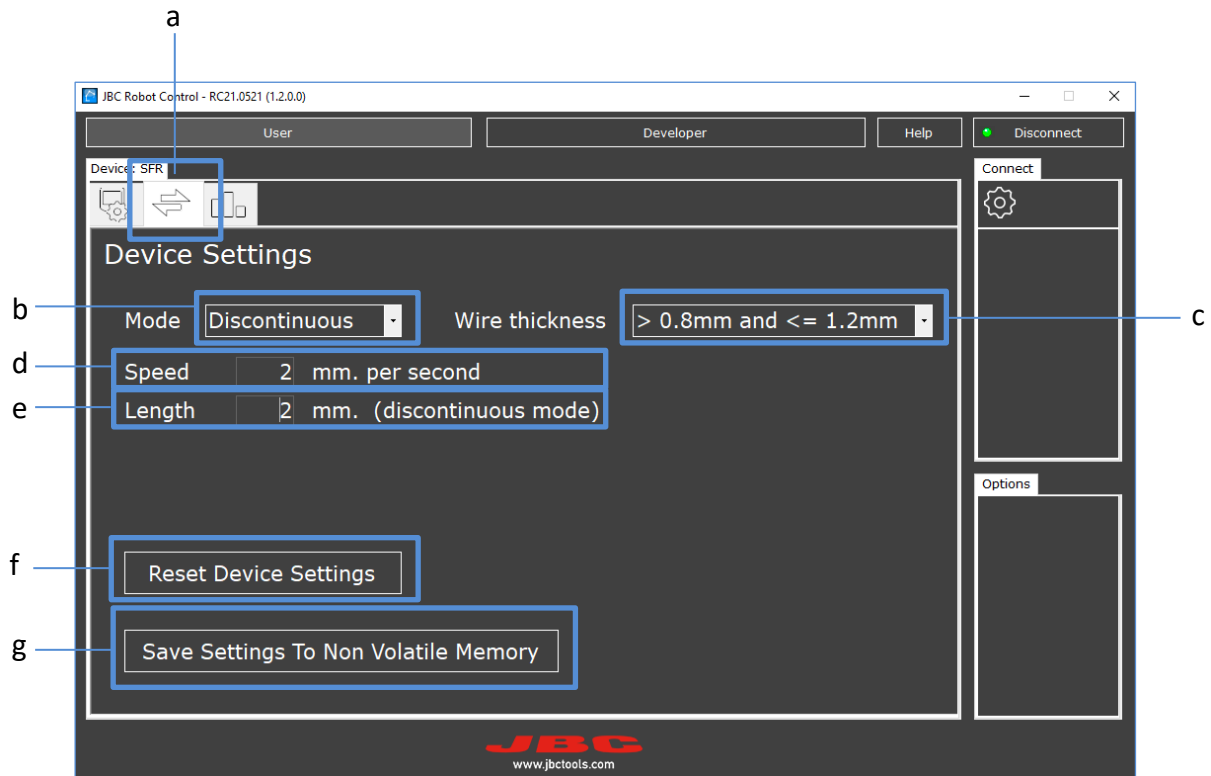 a
JBC Robot Control - RC21.0521 (1.2.0.0)
User Developer Help Disconnect
Device: SFR Connect
Device Settings
b Mode Discontinuous Wire thickness > 0.8mm and <= 1.2mm c
d Speed 2 mm. per second
e Length 2 mm. (discontinuous mode)
Options
f Reset Device Settings
g Save Settings To Non Volatile Memory
JBC
www.jbctools.com